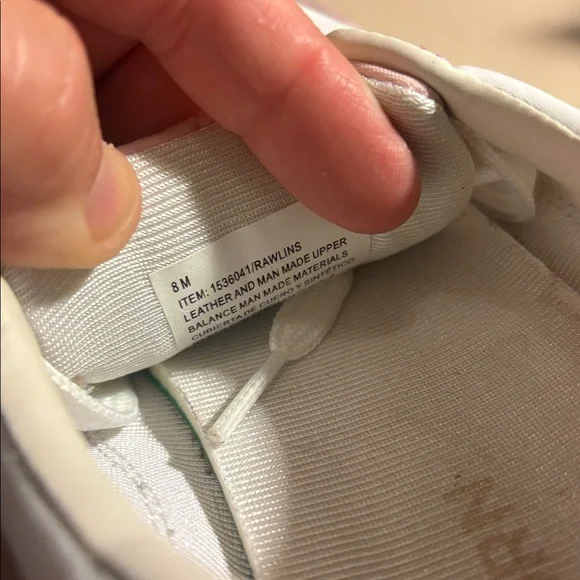 8 M
ITEM: 1536041/RAWLINS
LEATHER AND MAN MADE UPPER
BALANCE MAN MADE MATERIALS
CUBIERTA DE CUERO Y SINTÉTICO